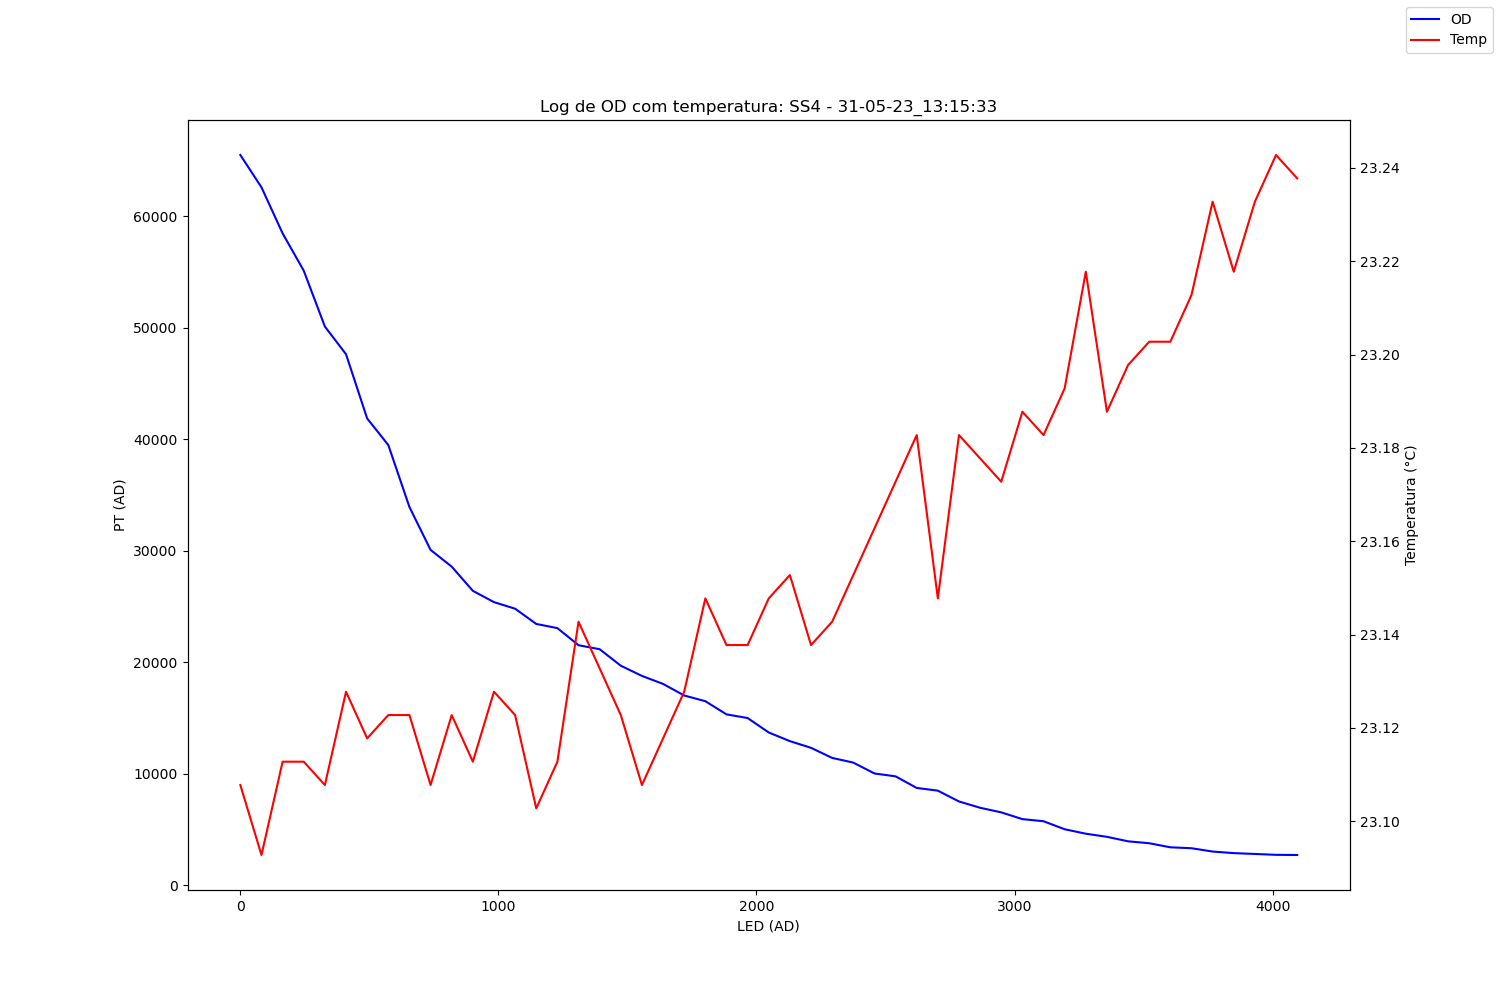 OD
Temp
Log de OD com temperatura: SS4 - 31-05-23_13:15:33
60000
50000
40000
30000
20000
10000
0
PT (AD)
23.24
23.22
23.20
23.18
23.16
23.14
23.12
23.10
Temperatura (°C)
0 1000 2000 3000 4000
LED (AD)